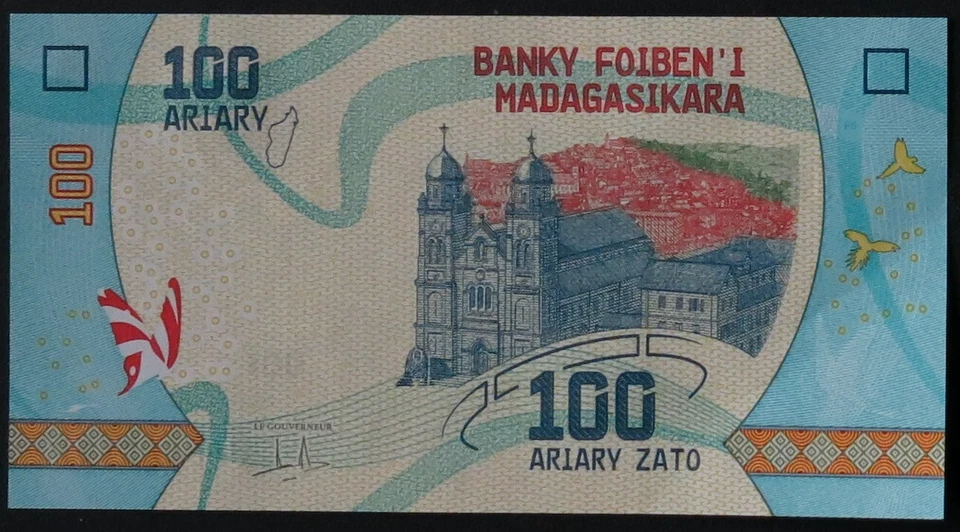 100
ARIARY
BANKY FOIBEN'I
MADAGASIKARA
100
LE GOUVERNEUR
100
ARIARY ZATO